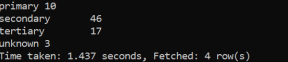 primary 10
secondary 46
tertiary 17
unknown 3
Time taken: 1.437 seconds, Fetched: 4 row(s)